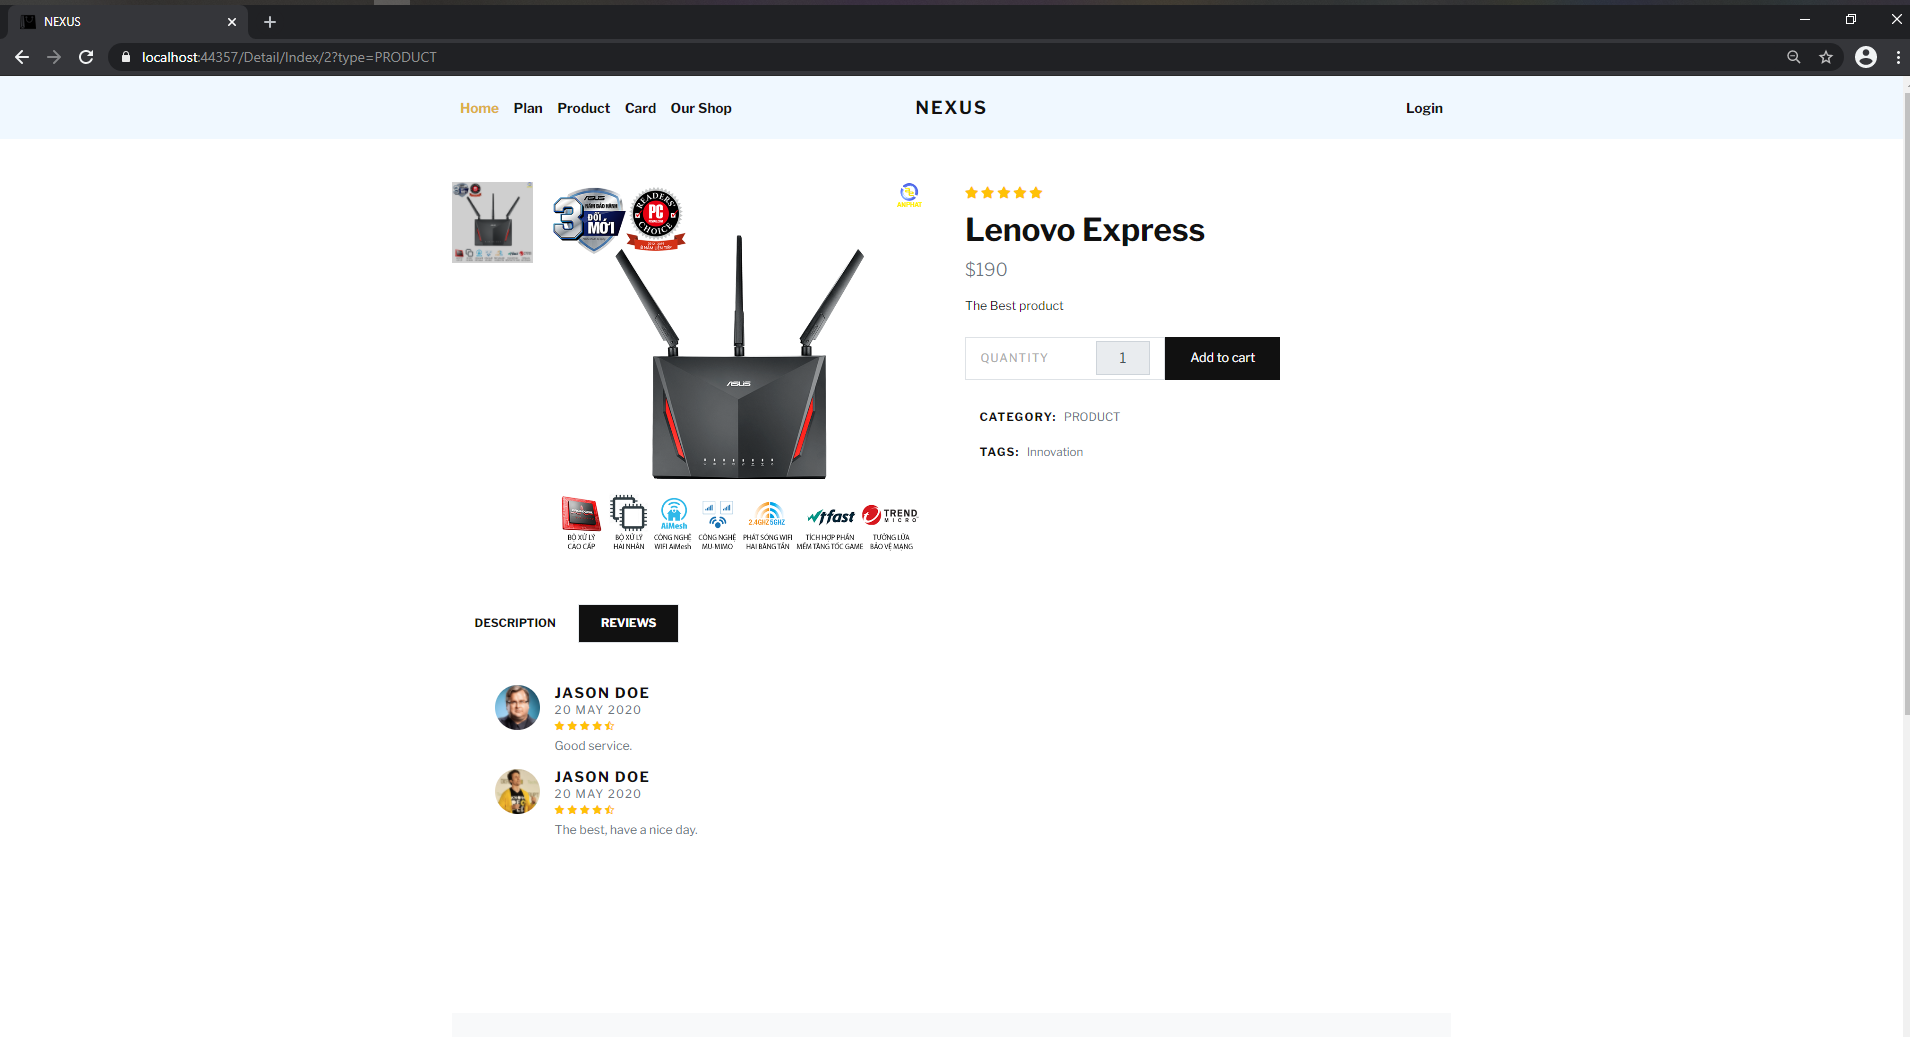 NEXUS
localhost:44357/Detail/Index/2?type=PRODUCT
Home Plan Product Card Our Shop
NEXUS
Login
3 NĂM BẢO HÀNH
ĐỔI MỚI
READERS' CHOICE
PC
Lenovo Express
$190
The Best product
QUANTITY 1 Add to cart
CATEGORY: PRODUCT
TAGS: Innovation
ASUS
AiMesh
2.4GHZ 5GHZ
wtfast
TREND MICRO
BỘ XỬ LÝ CAO CẤP
BỘ XỬ LÝ HAI NHÂN
CÔNG NGHỆ WIFI AiMesh
CÔNG NGHỆ MU-MIMO
PHÁT SÓNG WIFI HAI BĂNG TẦN
TÍCH HỢP PHẦN MỀM TĂNG TỐC GAME
TƯỜNG LỬA BẢO VỆ MẠNG
DESCRIPTION REVIEWS
JASON DOE
20 MAY 2020
Good service.
JASON DOE
20 MAY 2020
The best, have a nice day.